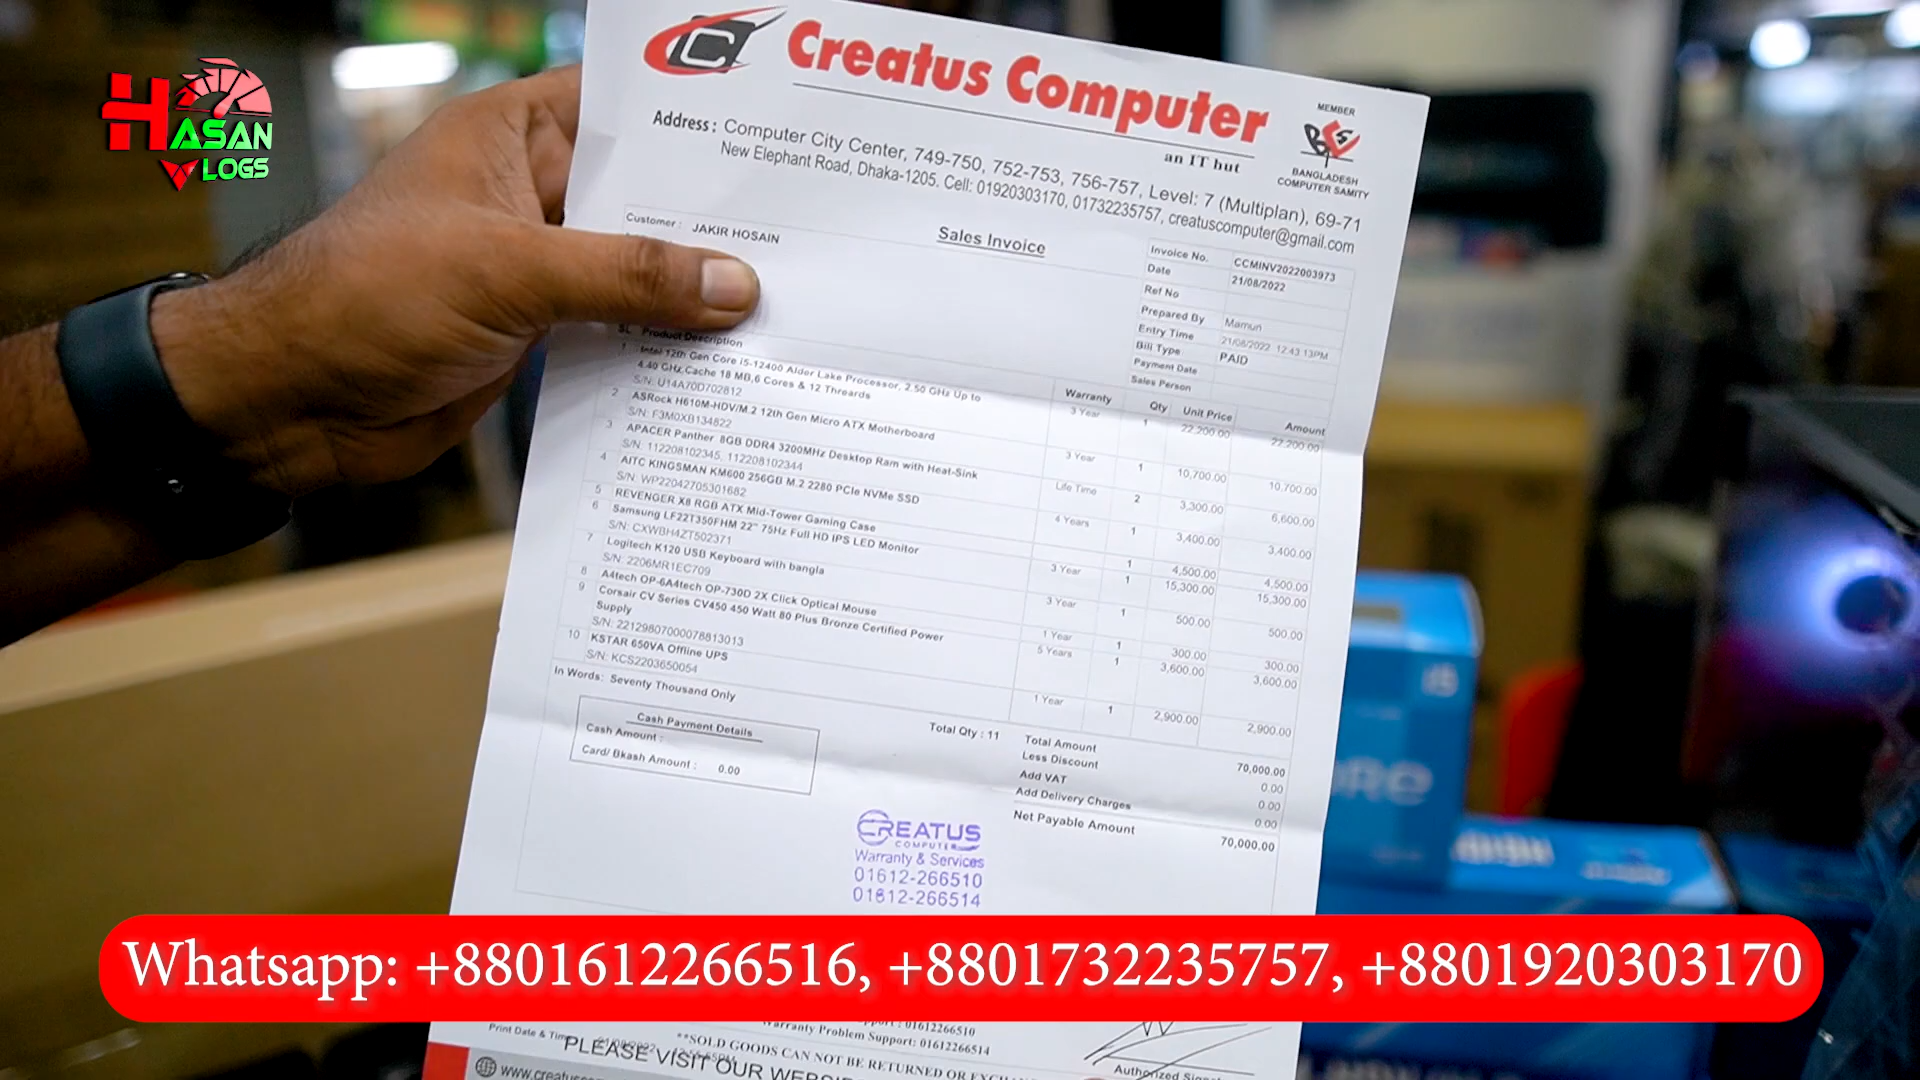 HASAN
VLOGS
Creatus Computer
an IT hut
MEMBER
BCS
BANGLADESH
COMPUTER SAMITY
Address : Computer City Center, 749-750, 752-753, 756-757, Level: 7 (Multiplan), 69-71
New Elephant Road, Dhaka-1205. Cell: 01920303170, 01732235757, creatuscomputer@gmail.com
Customer : JAKIR HOSAIN
Sales Invoice
Invoice No. CCMINV2022003973
Date 21/08/2022
Ref No
Prepared By Mamun
Entry Time 21/08/2022 12:43:13PM
Bill Type PAID
Payment Date
Sales Person
SL Product Description Warranty Qty Unit Price Amount
1 Intel 12th Gen Core i5-12400 Alder Lake Processor, 2.50 GHz Up to 3 Year 1 22,200.00 22,200.00
4.40 GHz,Cache 18 MB,6 Cores & 12 Threards
S/N: U14A70D702812
2 ASRock H610M-HDV/M.2 12th Gen Micro ATX Motherboard 3 Year 1 10,700.00 10,700.00
S/N: F3M0XB134822
3 APACER Panther 8GB DDR4 3200MHz Desktop Ram with Heat-Sink Life Time 2 3,300.00 6,600.00
S/N: 112208102345, 112208102344
4 AITC KINGSMAN KM600 256GB M.2 2280 PCIe NVMe SSD 4 Years 1 3,400.00 3,400.00
S/N: WP22042705301682
5 REVENGER X8 RGB ATX Mid-Tower Gaming Case 1 4,500.00 4,500.00
6 Samsung LF22T350FHM 22" 75Hz Full HD IPS LED Monitor 3 Year 1 15,300.00 15,300.00
S/N: CXWBH4ZT502371
7 Logitech K120 USB Keyboard with bangla 3 Year 1 500.00 500.00
S/N: 2206MR1EC709
8 A4tech OP-6A4tech OP-730D 2X Click Optical Mouse 1 Year 1 300.00 300.00
9 Corsair CV Series CV450 450 Watt 80 Plus Bronze Certified Power 5 Years 1 3,600.00 3,600.00
Supply
S/N: 22129807000078813013
10 KSTAR 650VA Offline UPS 1 Year 1 2,900.00 2,900.00
S/N: KCS2203650054
In Words: Seventy Thousand Only
Cash Payment Details
Cash Amount :
Card/ Bkash Amount : 0.00
Total Qty : 11
Total Amount 70,000.00
Less Discount 0.00
Add VAT 0.00
Add Delivery Charges 0.00
Net Payable Amount 70,000.00
CREATUS
COMPUTER
Warranty & Services
01612-266510
01612-266514
i5
Whatsapp: +8801612266516, +8801732235757, +8801920303170
: 01612266510
Warranty Problem Support: 01612266514
Print Date & Time
**SOLD GOODS CAN NOT BE RETURNED OR
PLEASE VISIT OUR
Authorized